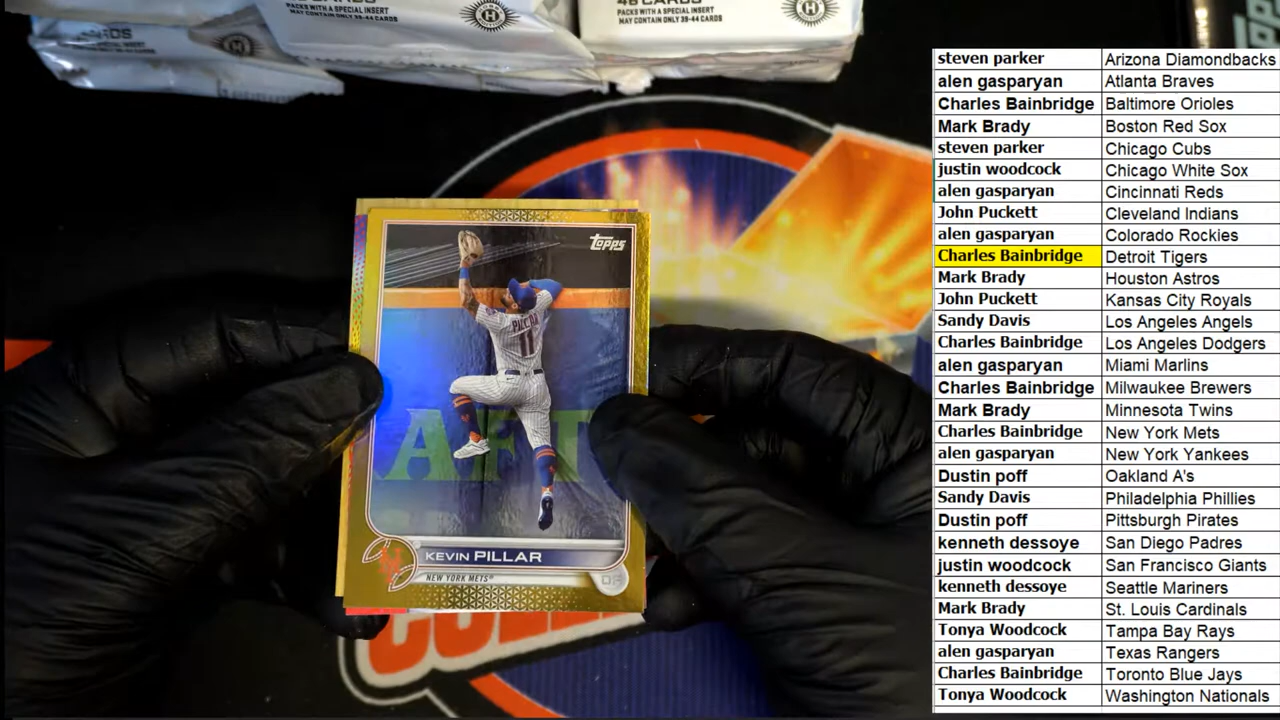 PACKS WITH A SPECIAL INSERT
MAY CONTAIN ONLY 39-44 CARDS
CARDS
PACKS WITH A SPECIAL INSERT
MAY CONTAIN ONLY 39-44 CARDS
topps
PILLAR
11
AFT
KEVIN PILLAR
NEW YORK METS®
OF
steven parker Arizona Diamondbacks
alen gasparyan Atlanta Braves
Charles Bainbridge Baltimore Orioles
Mark Brady Boston Red Sox
steven parker Chicago Cubs
justin woodcock Chicago White Sox
alen gasparyan Cincinnati Reds
John Puckett Cleveland Indians
alen gasparyan Colorado Rockies
Charles Bainbridge Detroit Tigers
Mark Brady Houston Astros
John Puckett Kansas City Royals
Sandy Davis Los Angeles Angels
Charles Bainbridge Los Angeles Dodgers
alen gasparyan Miami Marlins
Charles Bainbridge Milwaukee Brewers
Mark Brady Minnesota Twins
Charles Bainbridge New York Mets
alen gasparyan New York Yankees
Dustin poff Oakland A's
Sandy Davis Philadelphia Phillies
Dustin poff Pittsburgh Pirates
kenneth dessoye San Diego Padres
justin woodcock San Francisco Giants
kenneth dessoye Seattle Mariners
Mark Brady St. Louis Cardinals
Tonya Woodcock Tampa Bay Rays
alen gasparyan Texas Rangers
Charles Bainbridge Toronto Blue Jays
Tonya Woodcock Washington Nationals